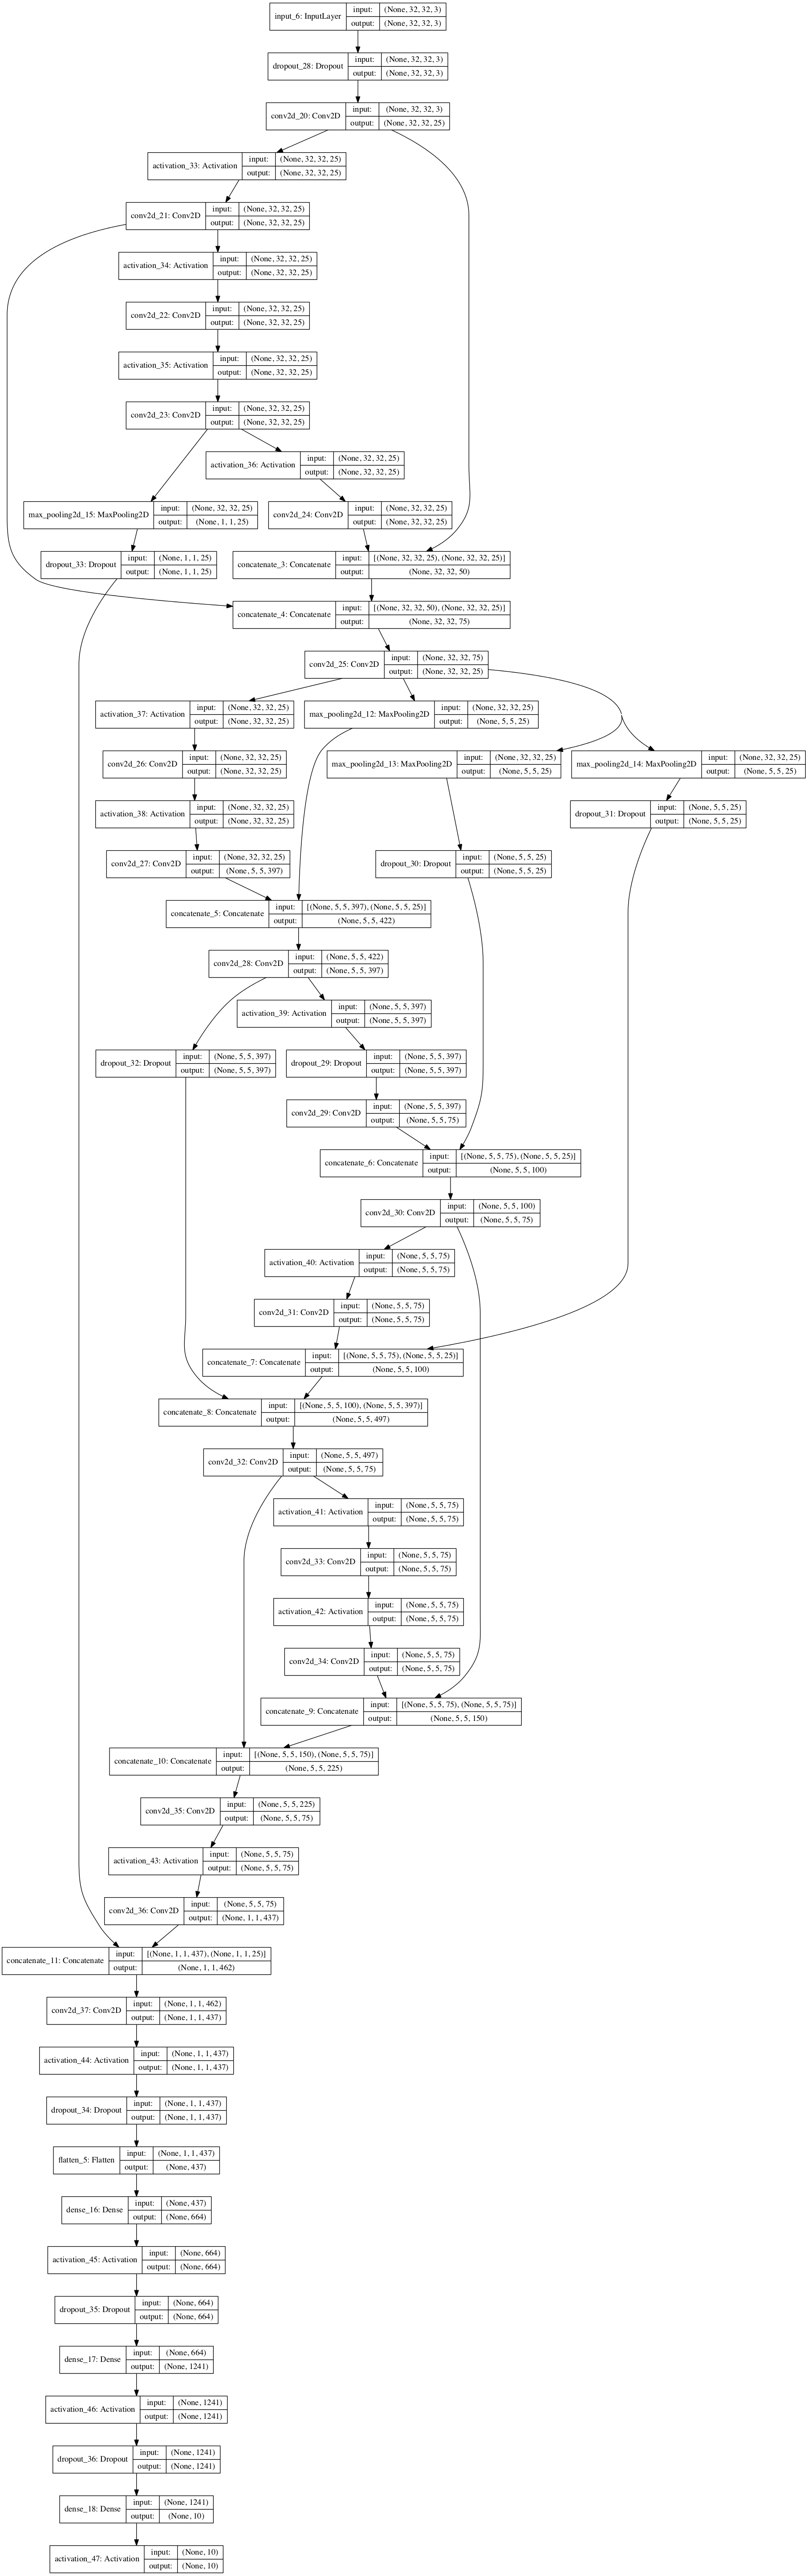 input_6: InputLayer
input: (None, 32, 32, 3)
output: (None, 32, 32, 3)
dropout_28: Dropout
input: (None, 32, 32, 3)
output: (None, 32, 32, 3)
conv2d_20: Conv2D
input: (None, 32, 32, 3)
output: (None, 32, 32, 25)
activation_33: Activation
input: (None, 32, 32, 25)
output: (None, 32, 32, 25)
conv2d_21: Conv2D
input: (None, 32, 32, 25)
output: (None, 32, 32, 25)
activation_34: Activation
input: (None, 32, 32, 25)
output: (None, 32, 32, 25)
conv2d_22: Conv2D
input: (None, 32, 32, 25)
output: (None, 32, 32, 25)
activation_35: Activation
input: (None, 32, 32, 25)
output: (None, 32, 32, 25)
conv2d_23: Conv2D
input: (None, 32, 32, 25)
output: (None, 32, 32, 25)
activation_36: Activation
input: (None, 32, 32, 25)
output: (None, 32, 32, 25)
max_pooling2d_15: MaxPooling2D
input: (None, 32, 32, 25)
output: (None, 1, 1, 25)
conv2d_24: Conv2D
input: (None, 32, 32, 25)
output: (None, 32, 32, 25)
dropout_33: Dropout
input: (None, 1, 1, 25)
output: (None, 1, 1, 25)
concatenate_3: Concatenate
input: [(None, 32, 32, 25), (None, 32, 32, 25)]
output: (None, 32, 32, 50)
concatenate_4: Concatenate
input: [(None, 32, 32, 50), (None, 32, 32, 25)]
output: (None, 32, 32, 75)
conv2d_25: Conv2D
input: (None, 32, 32, 75)
output: (None, 32, 32, 25)
activation_37: Activation
input: (None, 32, 32, 25)
output: (None, 32, 32, 25)
max_pooling2d_12: MaxPooling2D
input: (None, 32, 32, 25)
output: (None, 5, 5, 25)
conv2d_26: Conv2D
input: (None, 32, 32, 25)
output: (None, 32, 32, 25)
max_pooling2d_13: MaxPooling2D
input: (None, 32, 32, 25)
output: (None, 5, 5, 25)
max_pooling2d_14: MaxPooling2D
input: (None, 32, 32, 25)
output: (None, 5, 5, 25)
activation_38: Activation
input: (None, 32, 32, 25)
output: (None, 32, 32, 25)
dropout_31: Dropout
input: (None, 5, 5, 25)
output: (None, 5, 5, 25)
conv2d_27: Conv2D
input: (None, 32, 32, 25)
output: (None, 5, 5, 397)
dropout_30: Dropout
input: (None, 5, 5, 25)
output: (None, 5, 5, 25)
concatenate_5: Concatenate
input: [(None, 5, 5, 397), (None, 5, 5, 25)]
output: (None, 5, 5, 422)
conv2d_28: Conv2D
input: (None, 5, 5, 422)
output: (None, 5, 5, 397)
activation_39: Activation
input: (None, 5, 5, 397)
output: (None, 5, 5, 397)
dropout_32: Dropout
input: (None, 5, 5, 397)
output: (None, 5, 5, 397)
dropout_29: Dropout
input: (None, 5, 5, 397)
output: (None, 5, 5, 397)
conv2d_29: Conv2D
input: (None, 5, 5, 397)
output: (None, 5, 5, 75)
concatenate_6: Concatenate
input: [(None, 5, 5, 75), (None, 5, 5, 25)]
output: (None, 5, 5, 100)
conv2d_30: Conv2D
input: (None, 5, 5, 100)
output: (None, 5, 5, 75)
activation_40: Activation
input: (None, 5, 5, 75)
output: (None, 5, 5, 75)
conv2d_31: Conv2D
input: (None, 5, 5, 75)
output: (None, 5, 5, 75)
concatenate_7: Concatenate
input: [(None, 5, 5, 75), (None, 5, 5, 25)]
output: (None, 5, 5, 100)
concatenate_8: Concatenate
input: [(None, 5, 5, 100), (None, 5, 5, 397)]
output: (None, 5, 5, 497)
conv2d_32: Conv2D
input: (None, 5, 5, 497)
output: (None, 5, 5, 75)
activation_41: Activation
input: (None, 5, 5, 75)
output: (None, 5, 5, 75)
conv2d_33: Conv2D
input: (None, 5, 5, 75)
output: (None, 5, 5, 75)
activation_42: Activation
input: (None, 5, 5, 75)
output: (None, 5, 5, 75)
conv2d_34: Conv2D
input: (None, 5, 5, 75)
output: (None, 5, 5, 75)
concatenate_9: Concatenate
input: [(None, 5, 5, 75), (None, 5, 5, 75)]
output: (None, 5, 5, 150)
concatenate_10: Concatenate
input: [(None, 5, 5, 150), (None, 5, 5, 75)]
output: (None, 5, 5, 225)
conv2d_35: Conv2D
input: (None, 5, 5, 225)
output: (None, 5, 5, 75)
activation_43: Activation
input: (None, 5, 5, 75)
output: (None, 5, 5, 75)
conv2d_36: Conv2D
input: (None, 5, 5, 75)
output: (None, 1, 1, 437)
concatenate_11: Concatenate
input: [(None, 1, 1, 437), (None, 1, 1, 25)]
output: (None, 1, 1, 462)
conv2d_37: Conv2D
input: (None, 1, 1, 462)
output: (None, 1, 1, 437)
activation_44: Activation
input: (None, 1, 1, 437)
output: (None, 1, 1, 437)
dropout_34: Dropout
input: (None, 1, 1, 437)
output: (None, 1, 1, 437)
flatten_5: Flatten
input: (None, 1, 1, 437)
output: (None, 437)
dense_16: Dense
input: (None, 437)
output: (None, 664)
activation_45: Activation
input: (None, 664)
output: (None, 664)
dropout_35: Dropout
input: (None, 664)
output: (None, 664)
dense_17: Dense
input: (None, 664)
output: (None, 1241)
activation_46: Activation
input: (None, 1241)
output: (None, 1241)
dropout_36: Dropout
input: (None, 1241)
output: (None, 1241)
dense_18: Dense
input: (None, 1241)
output: (None, 10)
activation_47: Activation
input: (None, 10)
output: (None, 10)